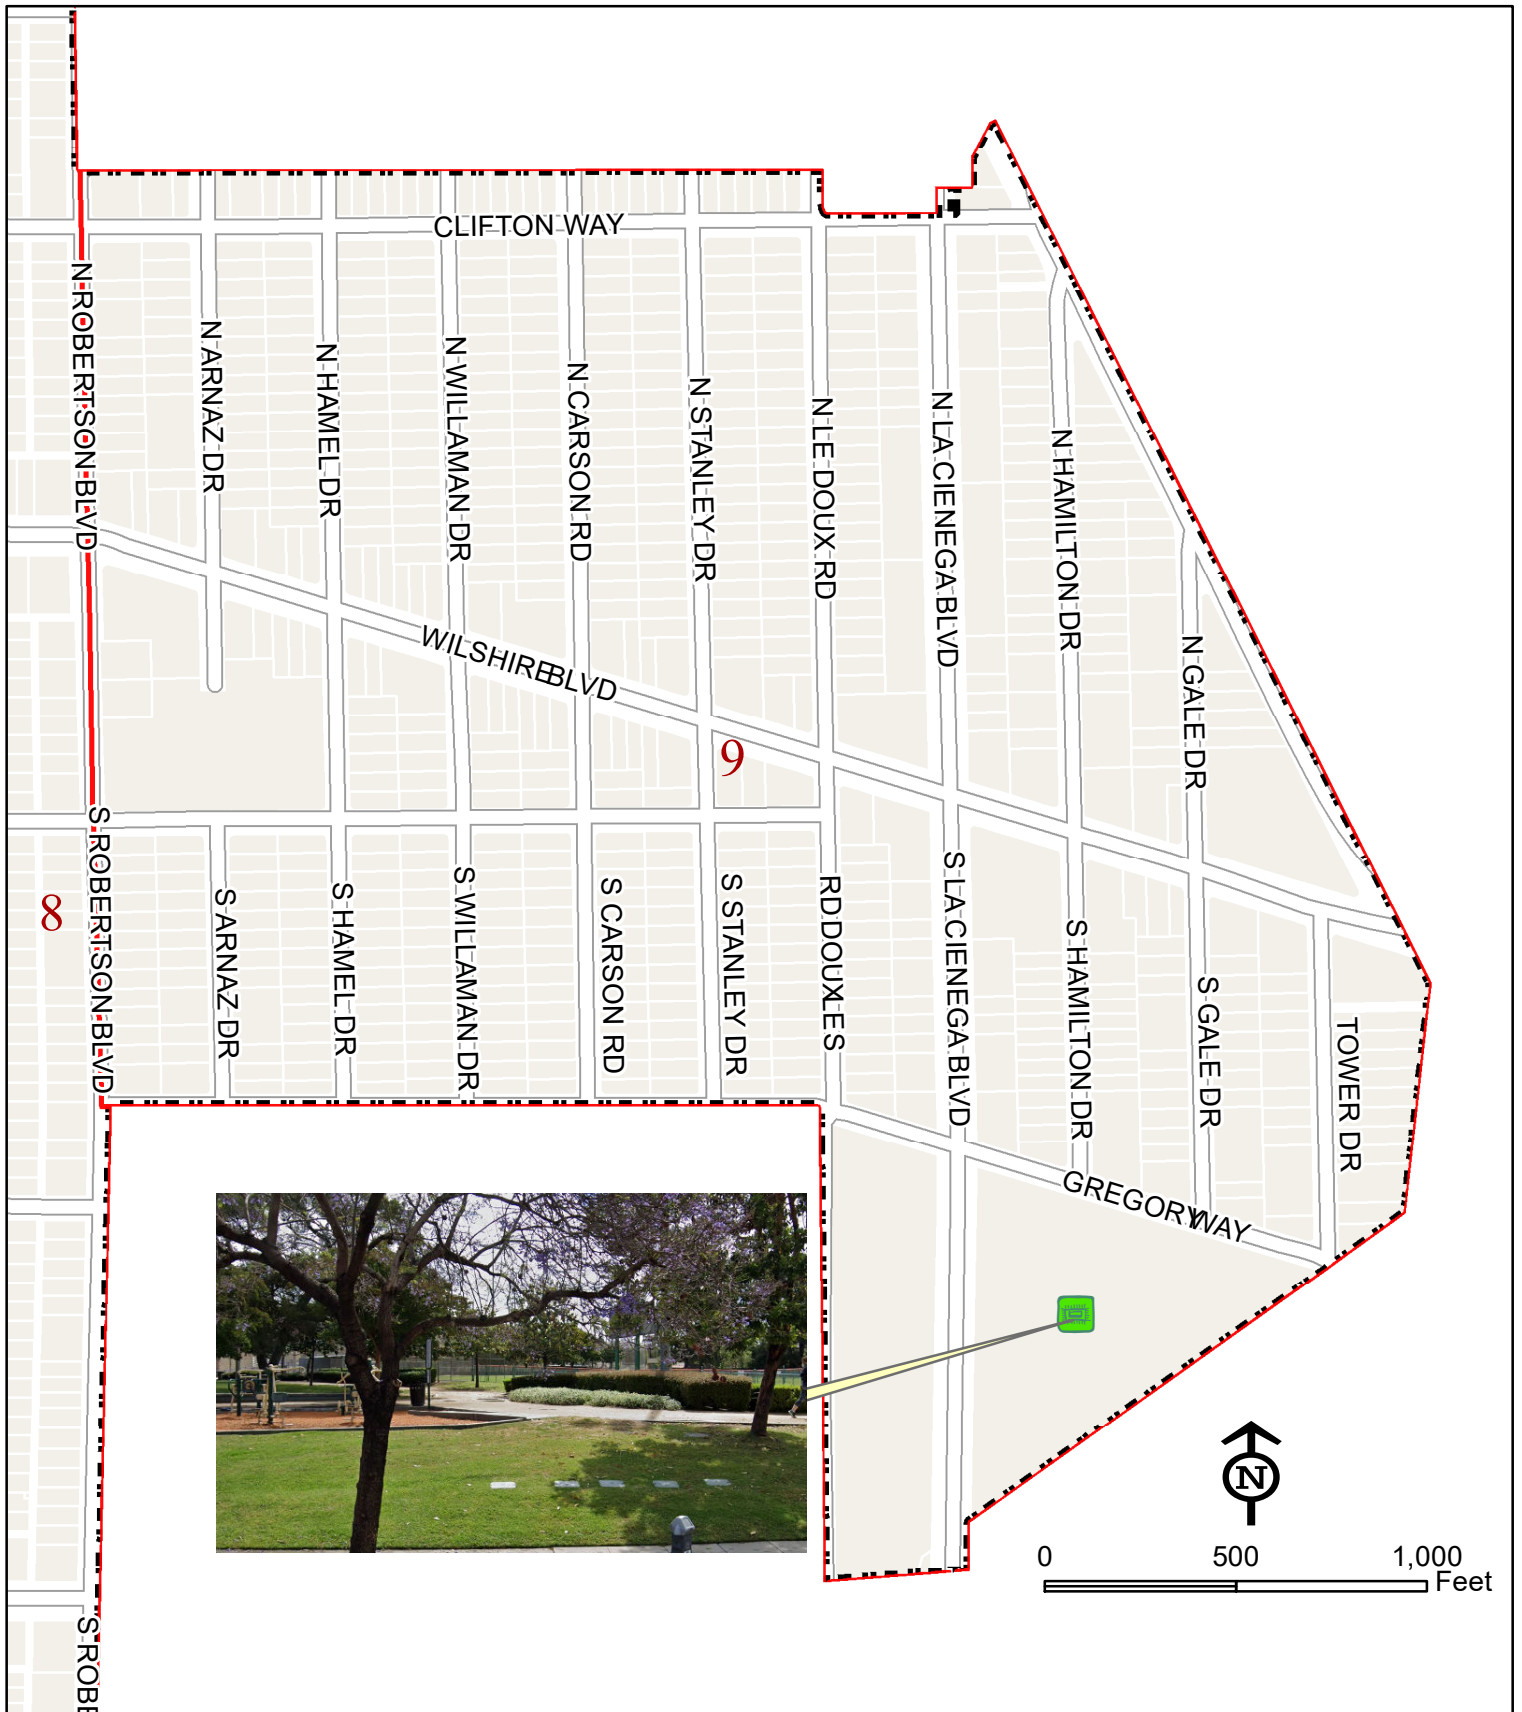 CLIFTON WAY
N ROBERTSON BLVD
N ARNAZ DR
N HAMEL DR
N WILLAMAN DR
N CARSON RD
N STANLEY DR
N LE DOUX RD
N LA CIENEGA BLVD
N HAMILTON DR
N GALE DR
WILSHIRE BLVD
9
8
S ROBERTSON BLVD
S ARNAZ DR
S HAMEL DR
S WILLAMAN DR
S CARSON RD
S STANLEY DR
RD DOUX LE S
S LA CIENEGA BLVD
S HAMILTON DR
S GALE DR
TOWER DR
GREGORY WAY
N
0 500 1,000
Feet
S ROBE